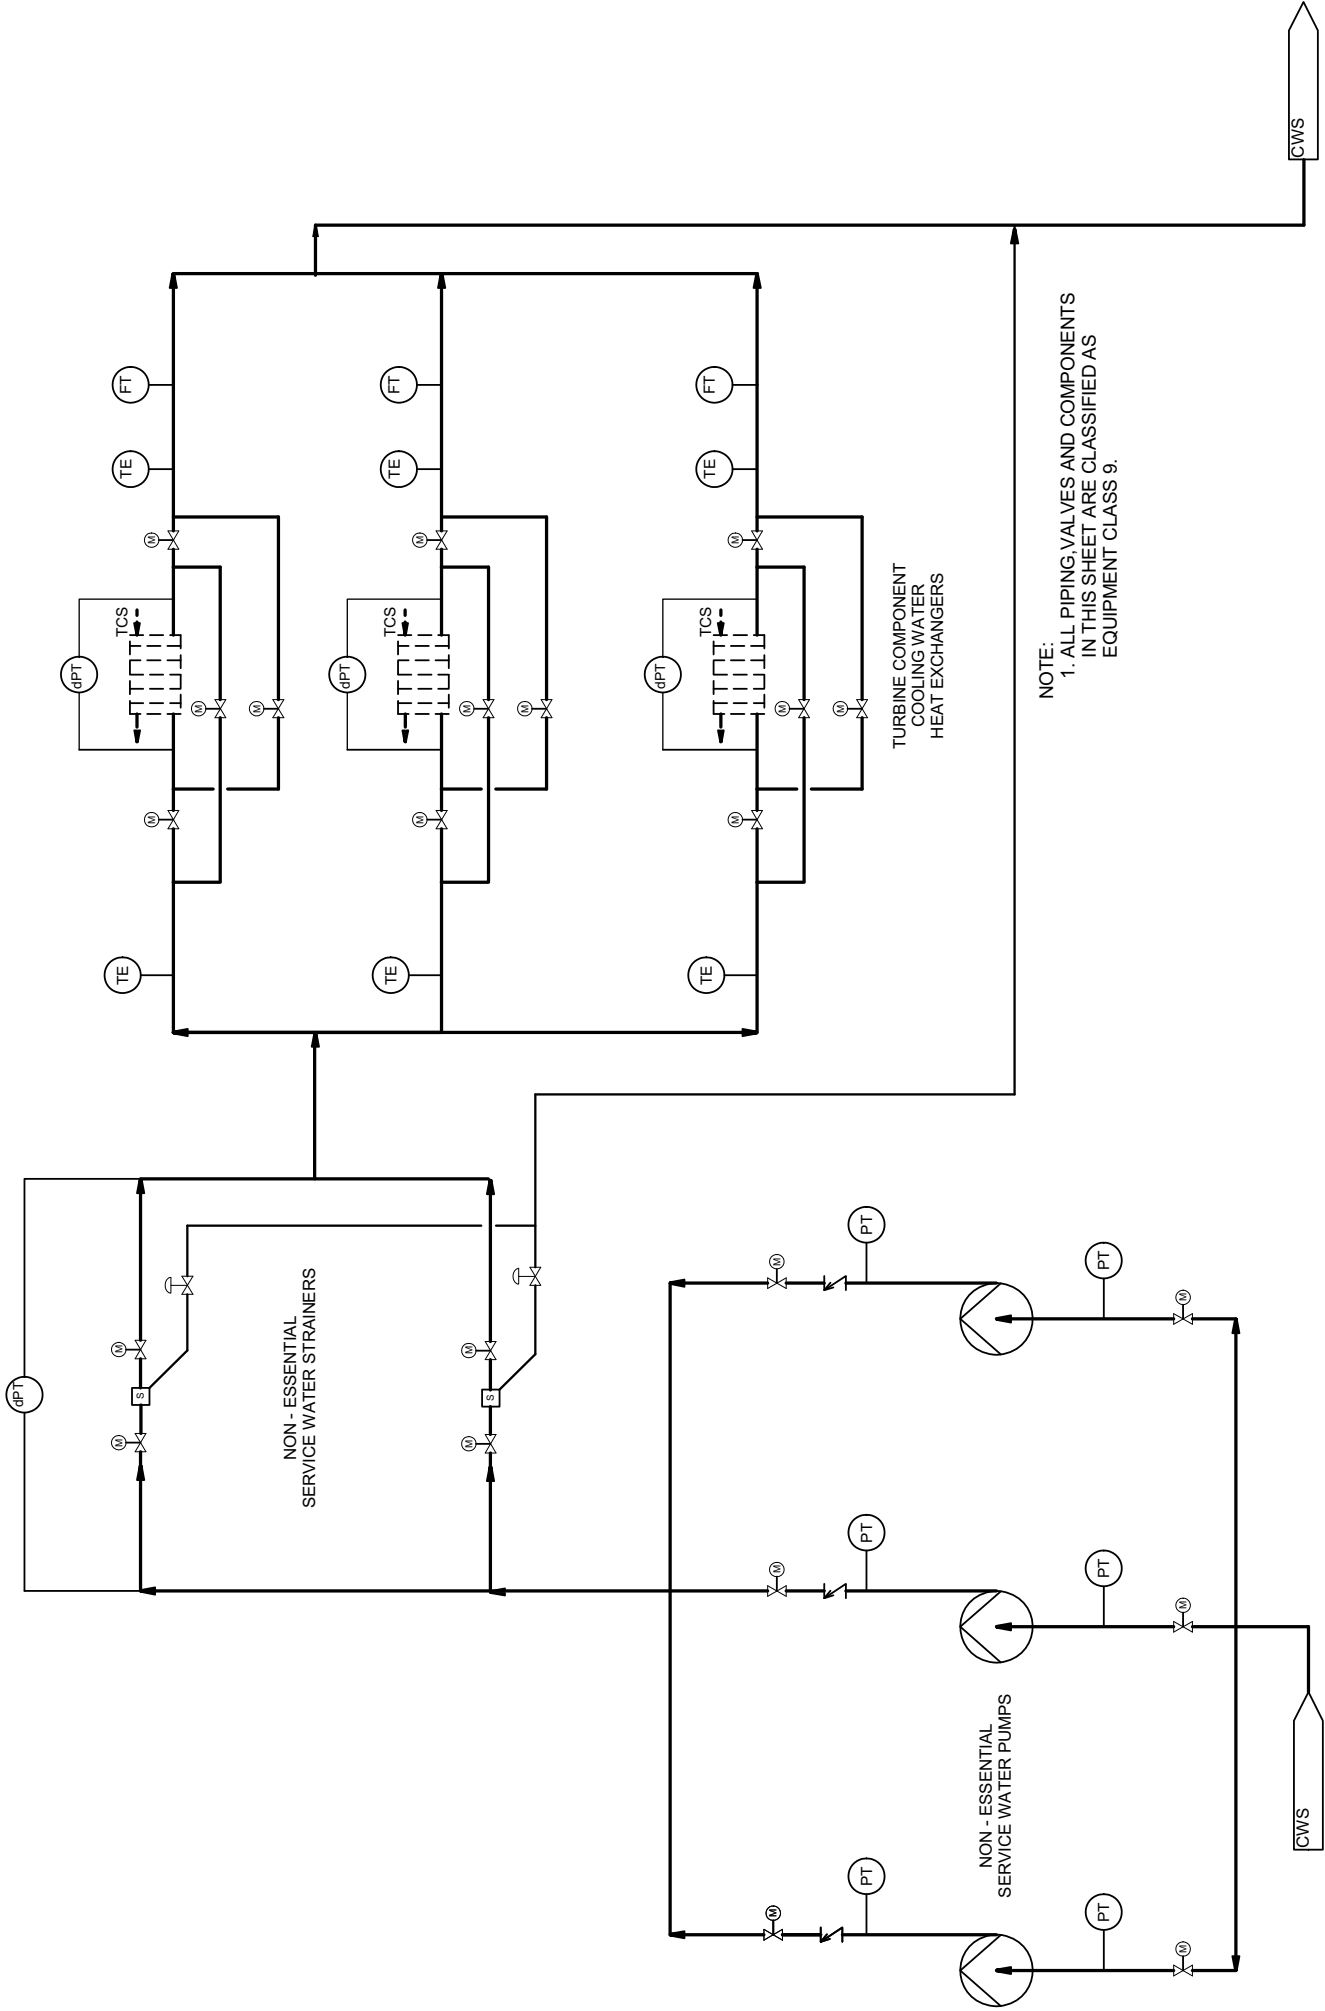 dPT
dPT
M
M
TE
TCS
TE
FT
S
M
M
M
M
NON - ESSENTIAL
SERVICE WATER STRAINERS
dPT
TE
TCS
TE
FT
M
M
M
M
M
S
M
dPT
TE
TCS
TE
FT
M
M
M
M
M
M
M
PT
PT
PT
TURBINE COMPONENT
COOLING WATER
HEAT EXCHANGERS
NON - ESSENTIAL
SERVICE WATER PUMPS
NOTE:
1. ALL PIPING,VALVES AND COMPONENTS
IN THIS SHEET ARE CLASSIFIED AS
EQUIPMENT CLASS 9.
PT
PT
PT
M
M
M
CWS
CWS